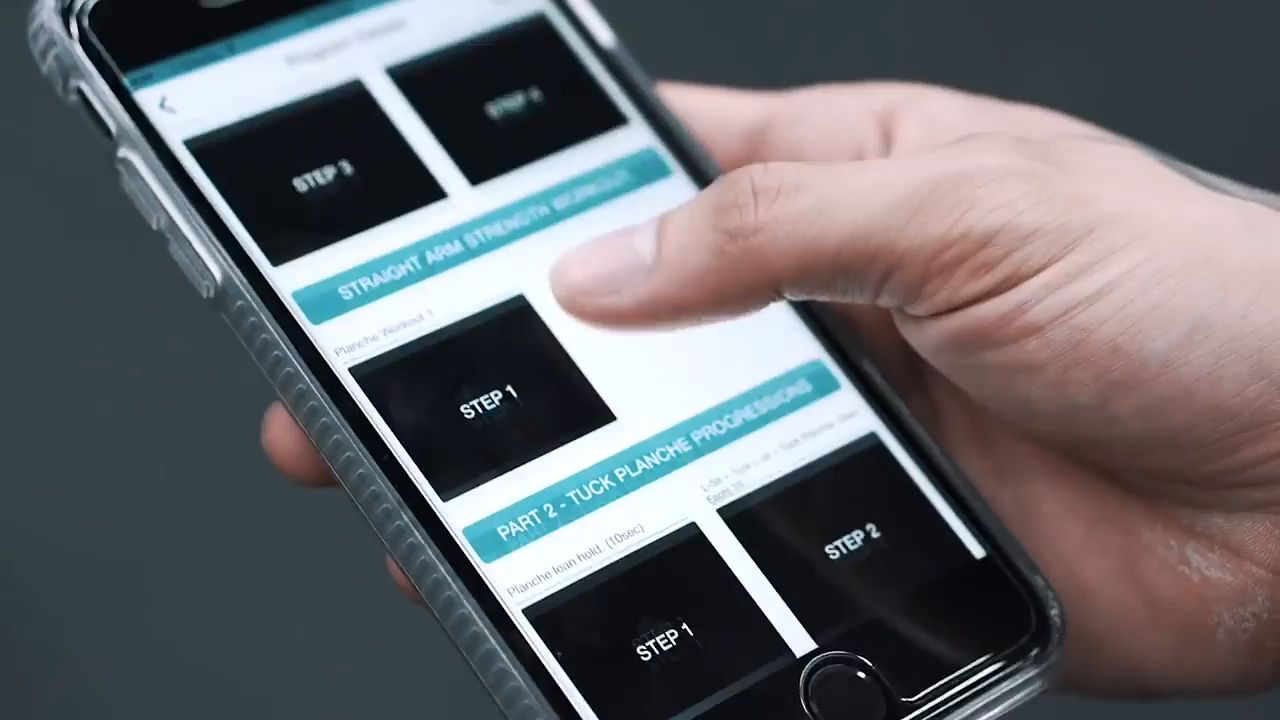 STEP 3
STEP 4
STRAIGHT ARM STRENGTH WORKOUT
Planche Workout 1
STEP 1
PART 2 - TUCK PLANCHE PROGRESSIONS
Planche lean hold. (10sec)
STEP 1
STEP 2